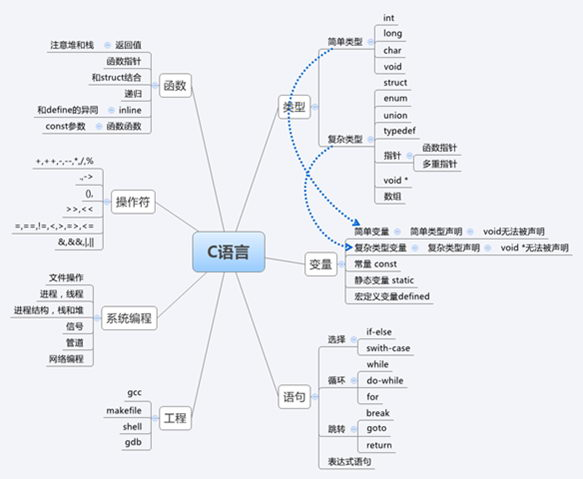 C语言
类型
简单类型
int
long
char
void
复杂类型
struct
enum
union
typedef
指针
函数指针
多重指针
void *
数组
变量
简单变量 简单类型声明 void无法被声明
复杂类型变量 复杂类型声明 void *无法被声明
常量 const
静态变量 static
宏定义变量defined
语句
选择
if-else
swith-case
循环
while
do-while
for
跳转
break
goto
return
表达式语句
函数
注意堆和栈 返回值
函数指针
和struct结合
递归
和define的异同 inline
const参数 函数函数
操作符
+,++,-,--,*,/,%
.,->
(),
>>,<<
=,==,!=,<,>,=>,<=
&,&&,|,||
系统编程
文件操作
进程，线程
进程结构，栈和堆
信号
管道
网络编程
工程
gcc
makefile
shell
gdb